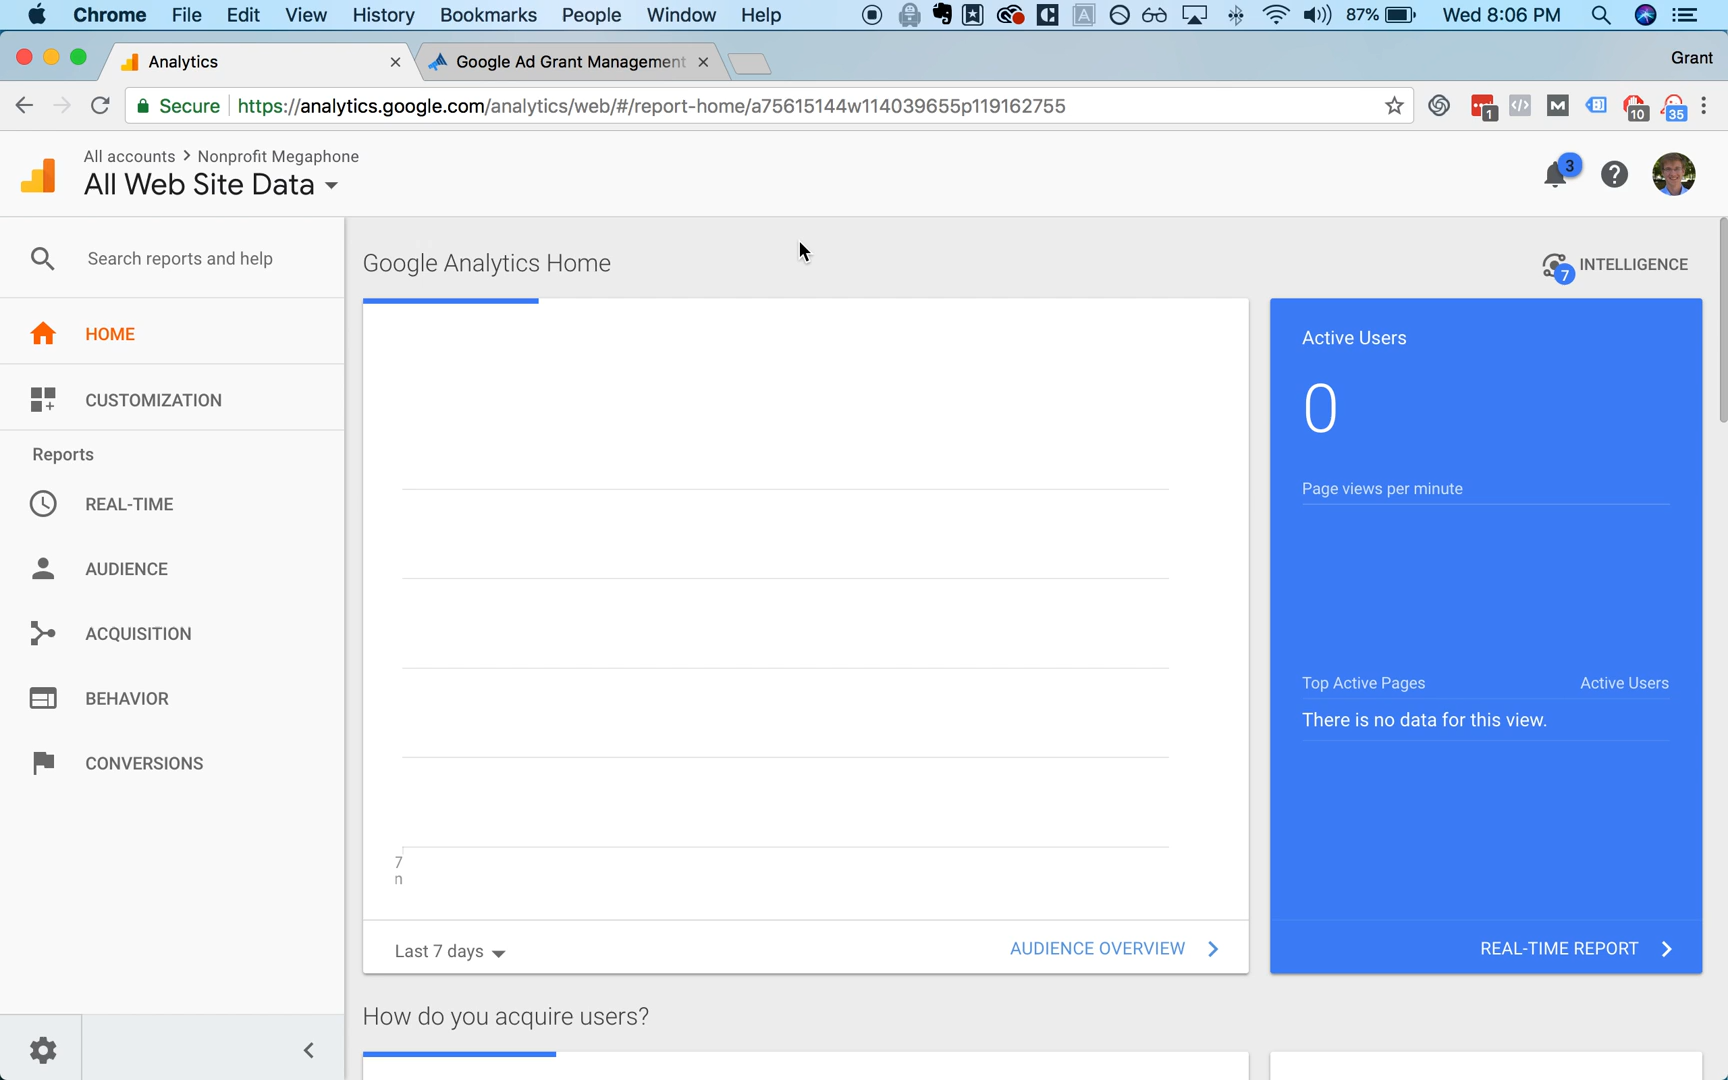 Chrome File Edit View History Bookmarks People Window Help 87% Wed 8:06 PM
Analytics
Google Ad Grant Management
Grant
Secure https://analytics.google.com/analytics/web/#/report-home/a75615144w114039655p119162755
1
10
35
All accounts > Nonprofit Megaphone
All Web Site Data
3
Search reports and help
HOME
CUSTOMIZATION
Reports
REAL-TIME
AUDIENCE
ACQUISITION
BEHAVIOR
CONVERSIONS
Google Analytics Home
7 INTELLIGENCE
7
n
Last 7 days
AUDIENCE OVERVIEW
Active Users
0
Page views per minute
Top Active Pages Active Users
There is no data for this view.
REAL-TIME REPORT
How do you acquire users?